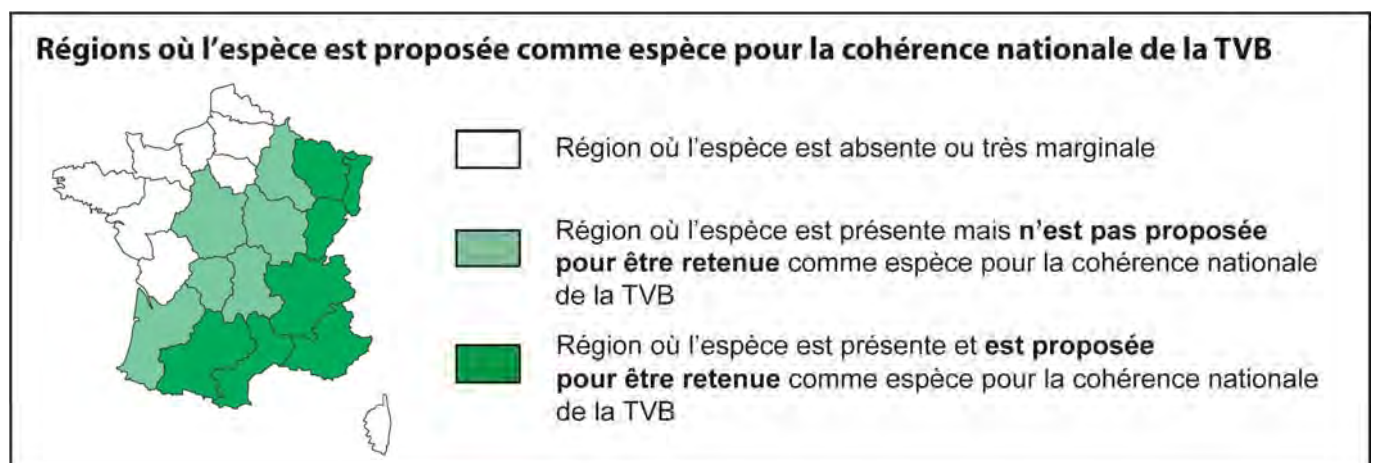 Régions où l'espèce est proposée comme espèce pour la cohérence nationale de la TVB
Région où l'espèce est absente ou très marginale
Région où l'espèce est présente mais n'est pas proposée
pour être retenue comme espèce pour la cohérence nationale
de la TVB
Région où l'espèce est présente et est proposée
pour être retenue comme espèce pour la cohérence nationale
de la TVB